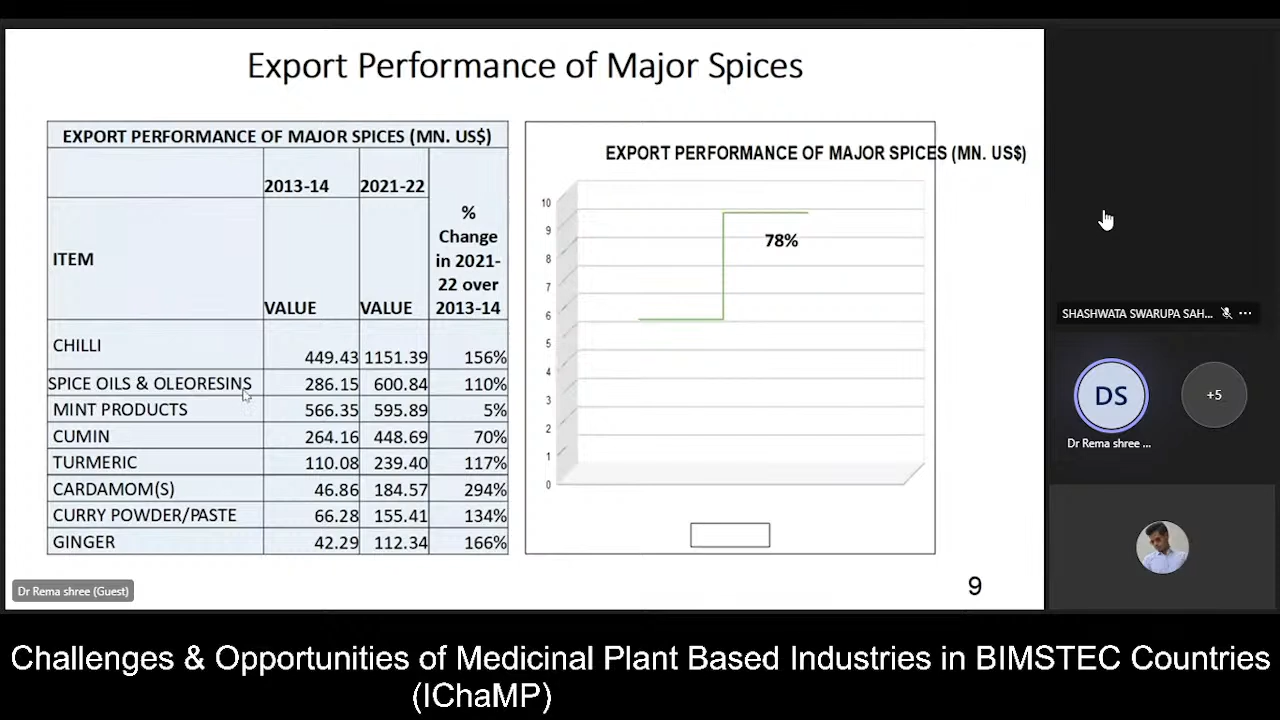 Export Performance of Major Spices
EXPORT PERFORMANCE OF MAJOR SPICES (MN. US$)
2013-14 2021-22
ITEM VALUE VALUE % Change in 2021-22 over 2013-14
CHILLI 449.43 1151.39 156%
SPICE OILS & OLEORESINS 286.15 600.84 110%
MINT PRODUCTS 566.35 595.89 5%
CUMIN 264.16 448.69 70%
TURMERIC 110.08 239.40 117%
CARDAMOM(S) 46.86 184.57 294%
CURRY POWDER/PASTE 66.28 155.41 134%
GINGER 42.29 112.34 166%
EXPORT PERFORMANCE OF MAJOR SPICES (MN. US$)
10
9
8
7
6
5
4
3
2
1
0
78%
9
Dr Rema shree (Guest)
SHASHWATA SWARUPA SAH...
DS
Dr Rema shree ...
+5
Challenges & Opportunities of Medicinal Plant Based Industries in BIMSTEC Countries
(IChaMP)